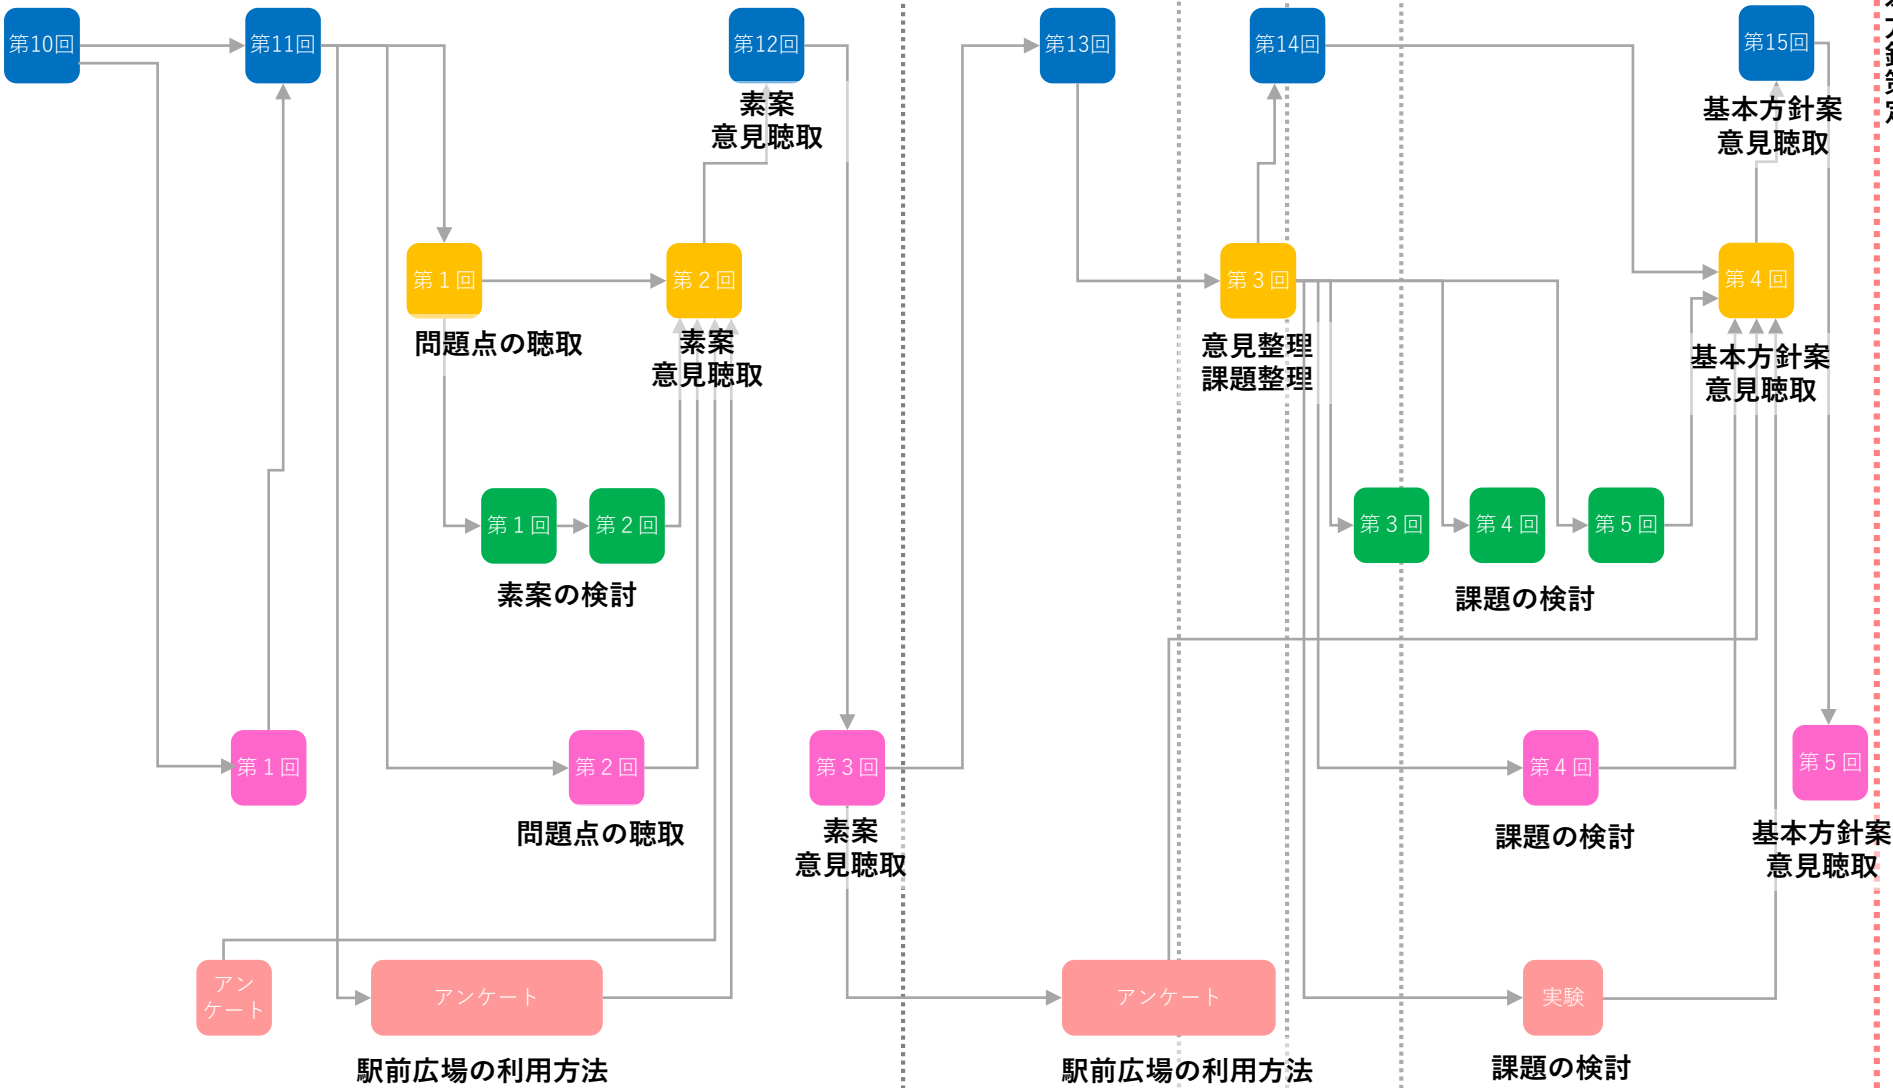 第10回
第11回
第12回
第13回
第14回
第15回
素案
意見聴取
基本方針案
意見聴取
第１回
第２回
第３回
第４回
問題点の聴取
素案
意見聴取
意見整理
課題整理
基本方針案
意見聴取
第１回
第２回
第３回
第４回
第５回
素案の検討
課題の検討
第１回
第２回
第３回
第４回
第５回
問題点の聴取
素案
意見聴取
課題の検討
基本方針案
意見聴取
アン
ケート
アンケート
アンケート
実験
駅前広場の利用方法
駅前広場の利用方法
課題の検討